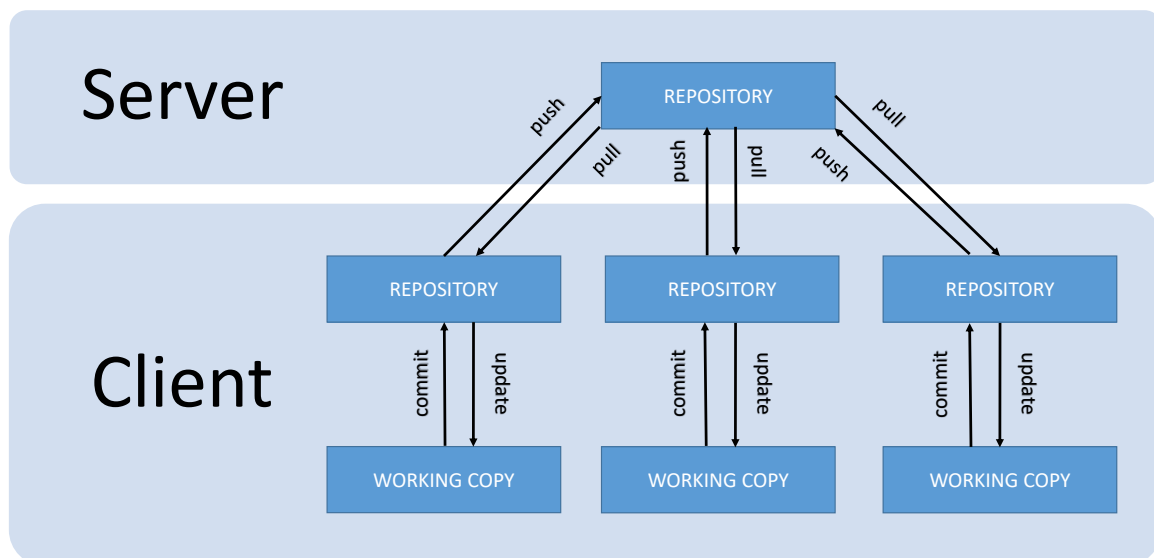 Server
REPOSITORY
push
pull
push
pull
pull
push
REPOSITORY
REPOSITORY
REPOSITORY
Client
commit
update
commit
update
commit
update
WORKING COPY
WORKING COPY
WORKING COPY